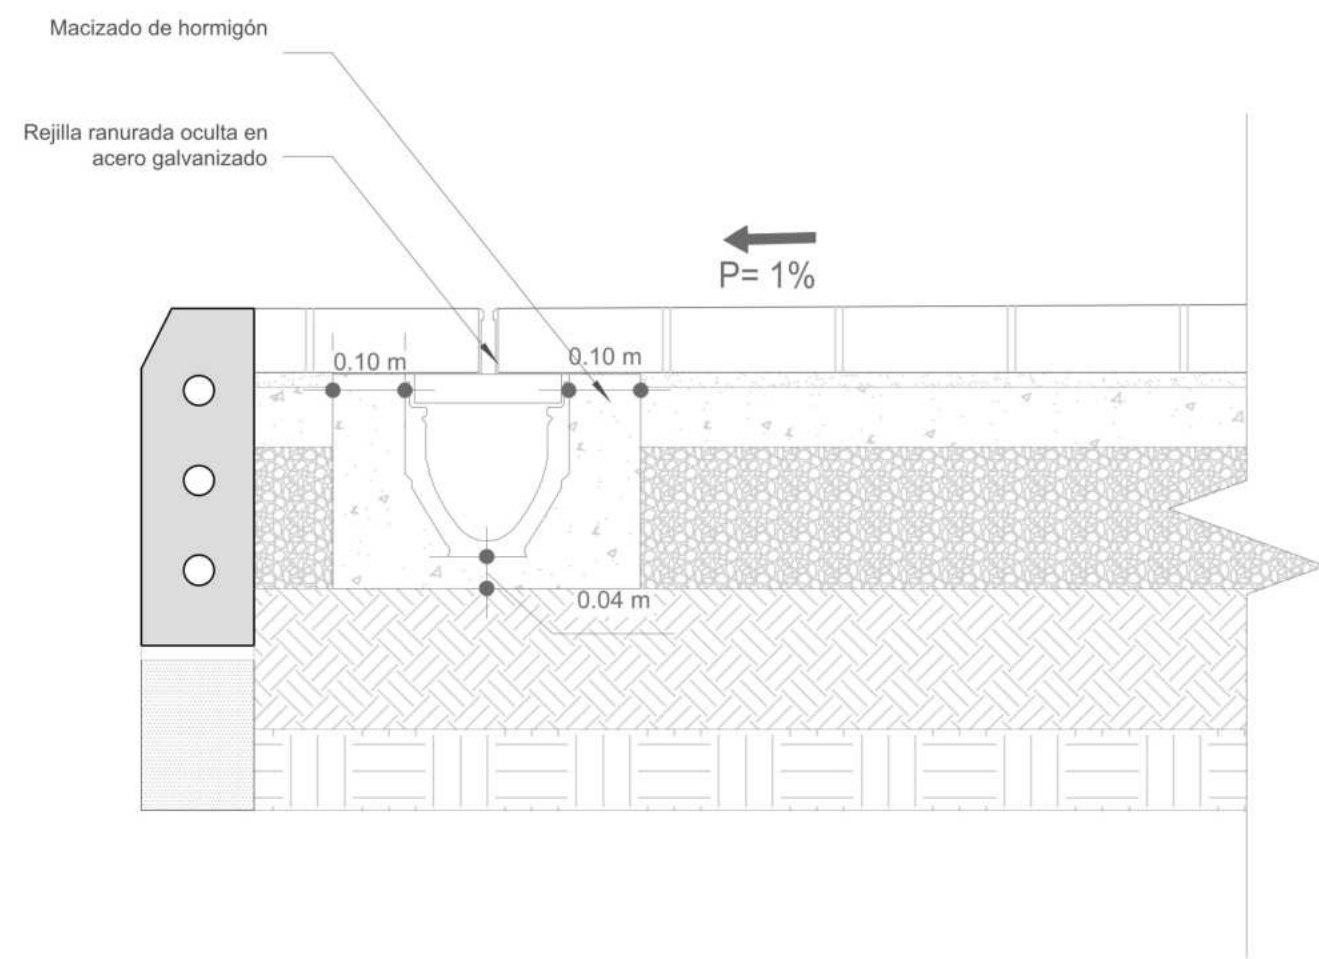 Macizado de hormigón
Rejilla ranurada oculta en
acero galvanizado
P= 1%
0.10 m
0.10 m
0.04 m